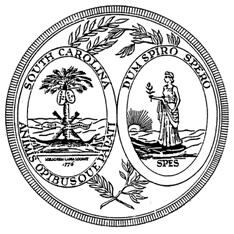 SOUTH CAROLINA
ANIMIS OPIBUSQUE PARATI
DUM SPIRO SPERO
1776
SPES